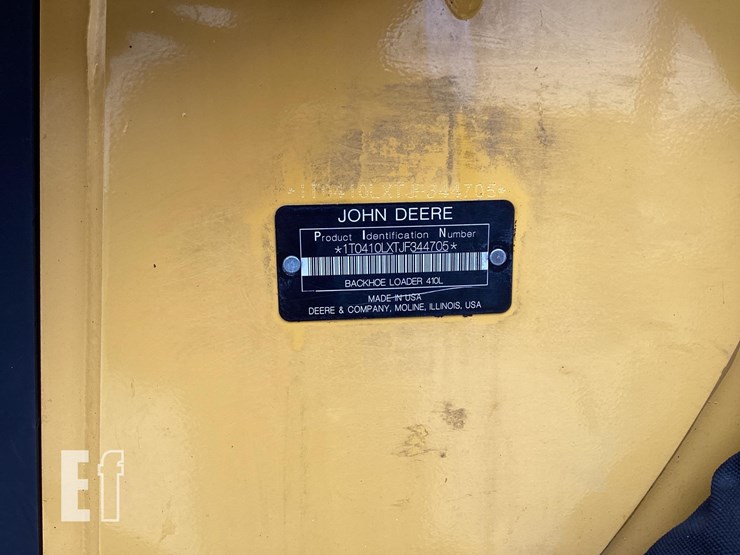 *1T0410LXTJF344705*
JOHN DEERE
Product Identification Number
*1T0410LXTJF344705*
BACKHOE LOADER 410L
MADE IN USA
DEERE & COMPANY, MOLINE, ILLINOIS, USA
Ef